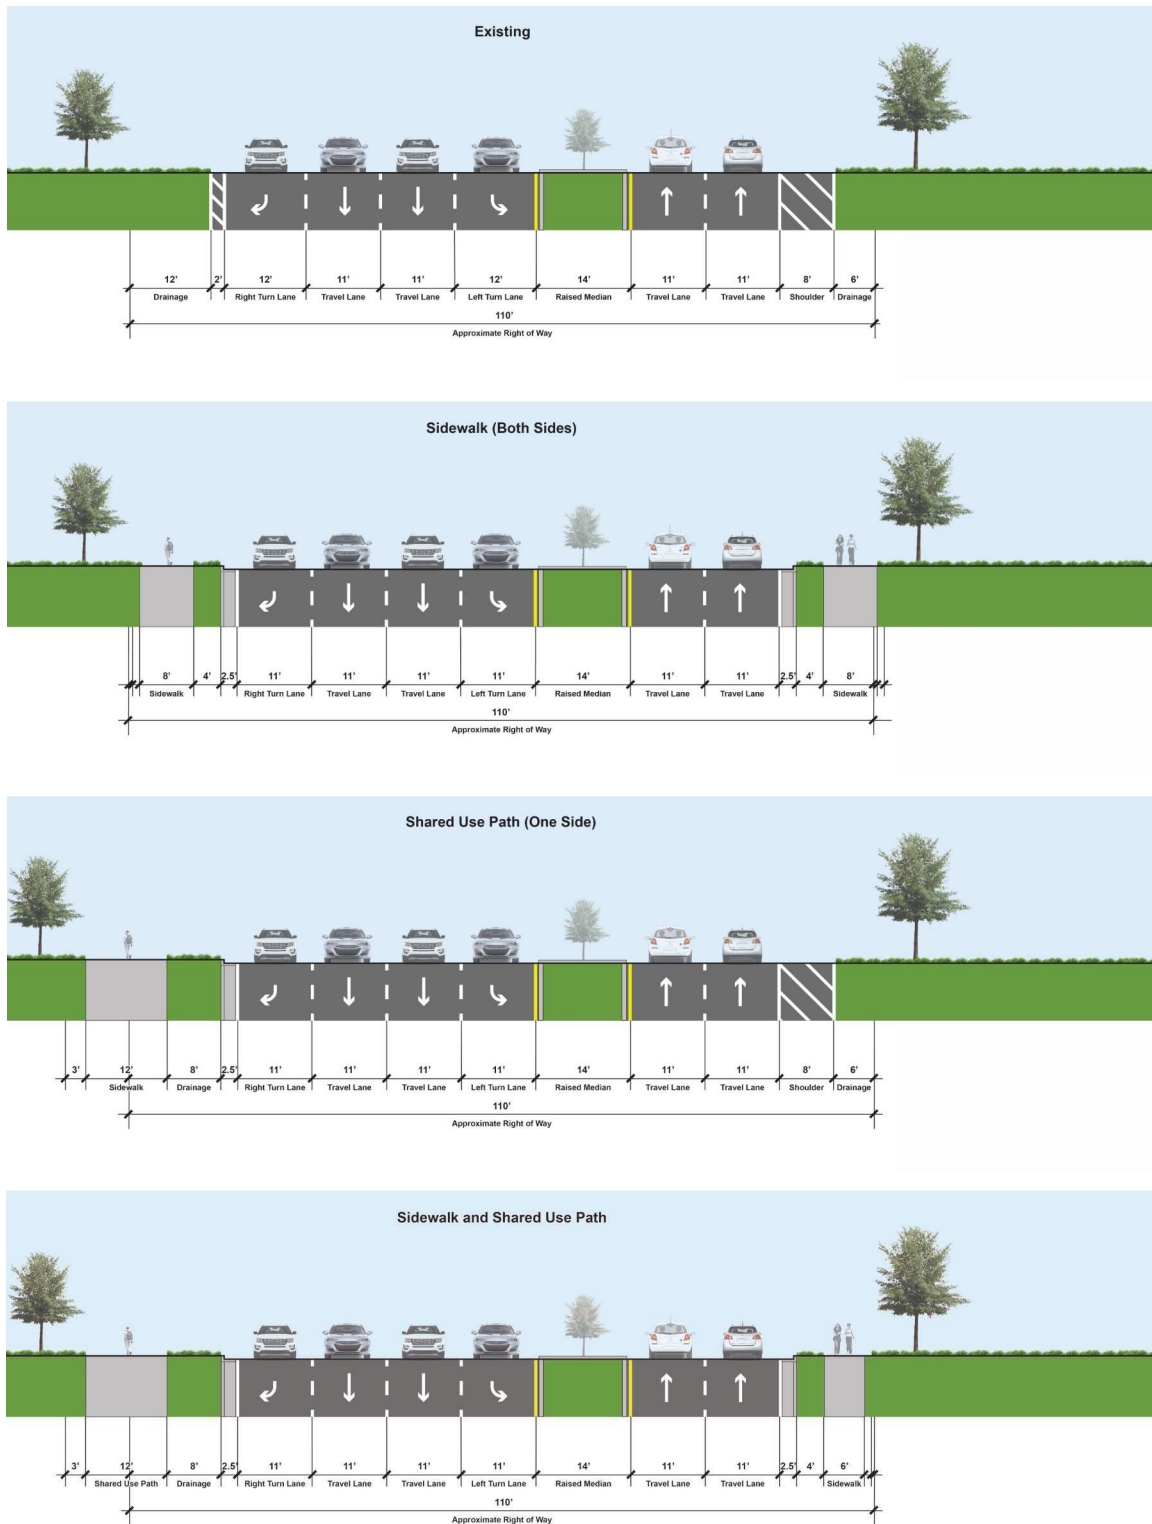 Existing
12' 2' 12' 11' 11' 12' 14' 11' 11' 8' 6'
Drainage Right Turn Lane Travel Lane Travel Lane Left Turn Lane Raised Median Travel Lane Travel Lane Shoulder Drainage
110'
Approximate Right of Way
Sidewalk (Both Sides)
8' 4' 2.5' 11' 11' 11' 11' 14' 11' 11' 2.5' 4' 8'
Sidewalk Right Turn Lane Travel Lane Travel Lane Left Turn Lane Raised Median Travel Lane Travel Lane Sidewalk
110'
Approximate Right of Way
Shared Use Path (One Side)
3' 12' 8' 2.5' 11' 11' 11' 11' 14' 11' 11' 8' 6'
Sidewalk Drainage Right Turn Lane Travel Lane Travel Lane Left Turn Lane Raised Median Travel Lane Travel Lane Shoulder Drainage
110'
Approximate Right of Way
Sidewalk and Shared Use Path
3' 12' 8' 2.5' 11' 11' 11' 11' 14' 11' 11' 2.5' 4' 6'
Shared Use Path Drainage Right Turn Lane Travel Lane Travel Lane Left Turn Lane Raised Median Travel Lane Travel Lane Sidewalk
110'
Approximate Right of Way